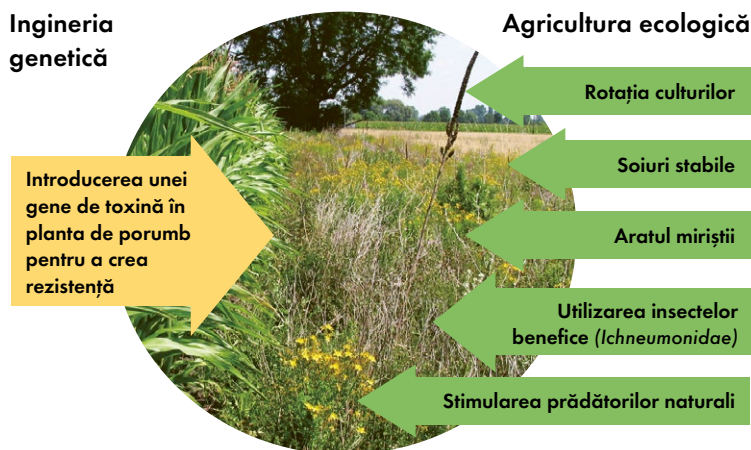 Ingineria
genetică
Introducerea unei
gene de toxină în
planta de porumb
pentru a crea
rezistență
Agricultura ecologică
Rotația culturilor
Soiuri stabile
Aratul miriștii
Utilizarea insectelor
benefice (Ichneumonidae)
Stimularea prădătorilor naturali